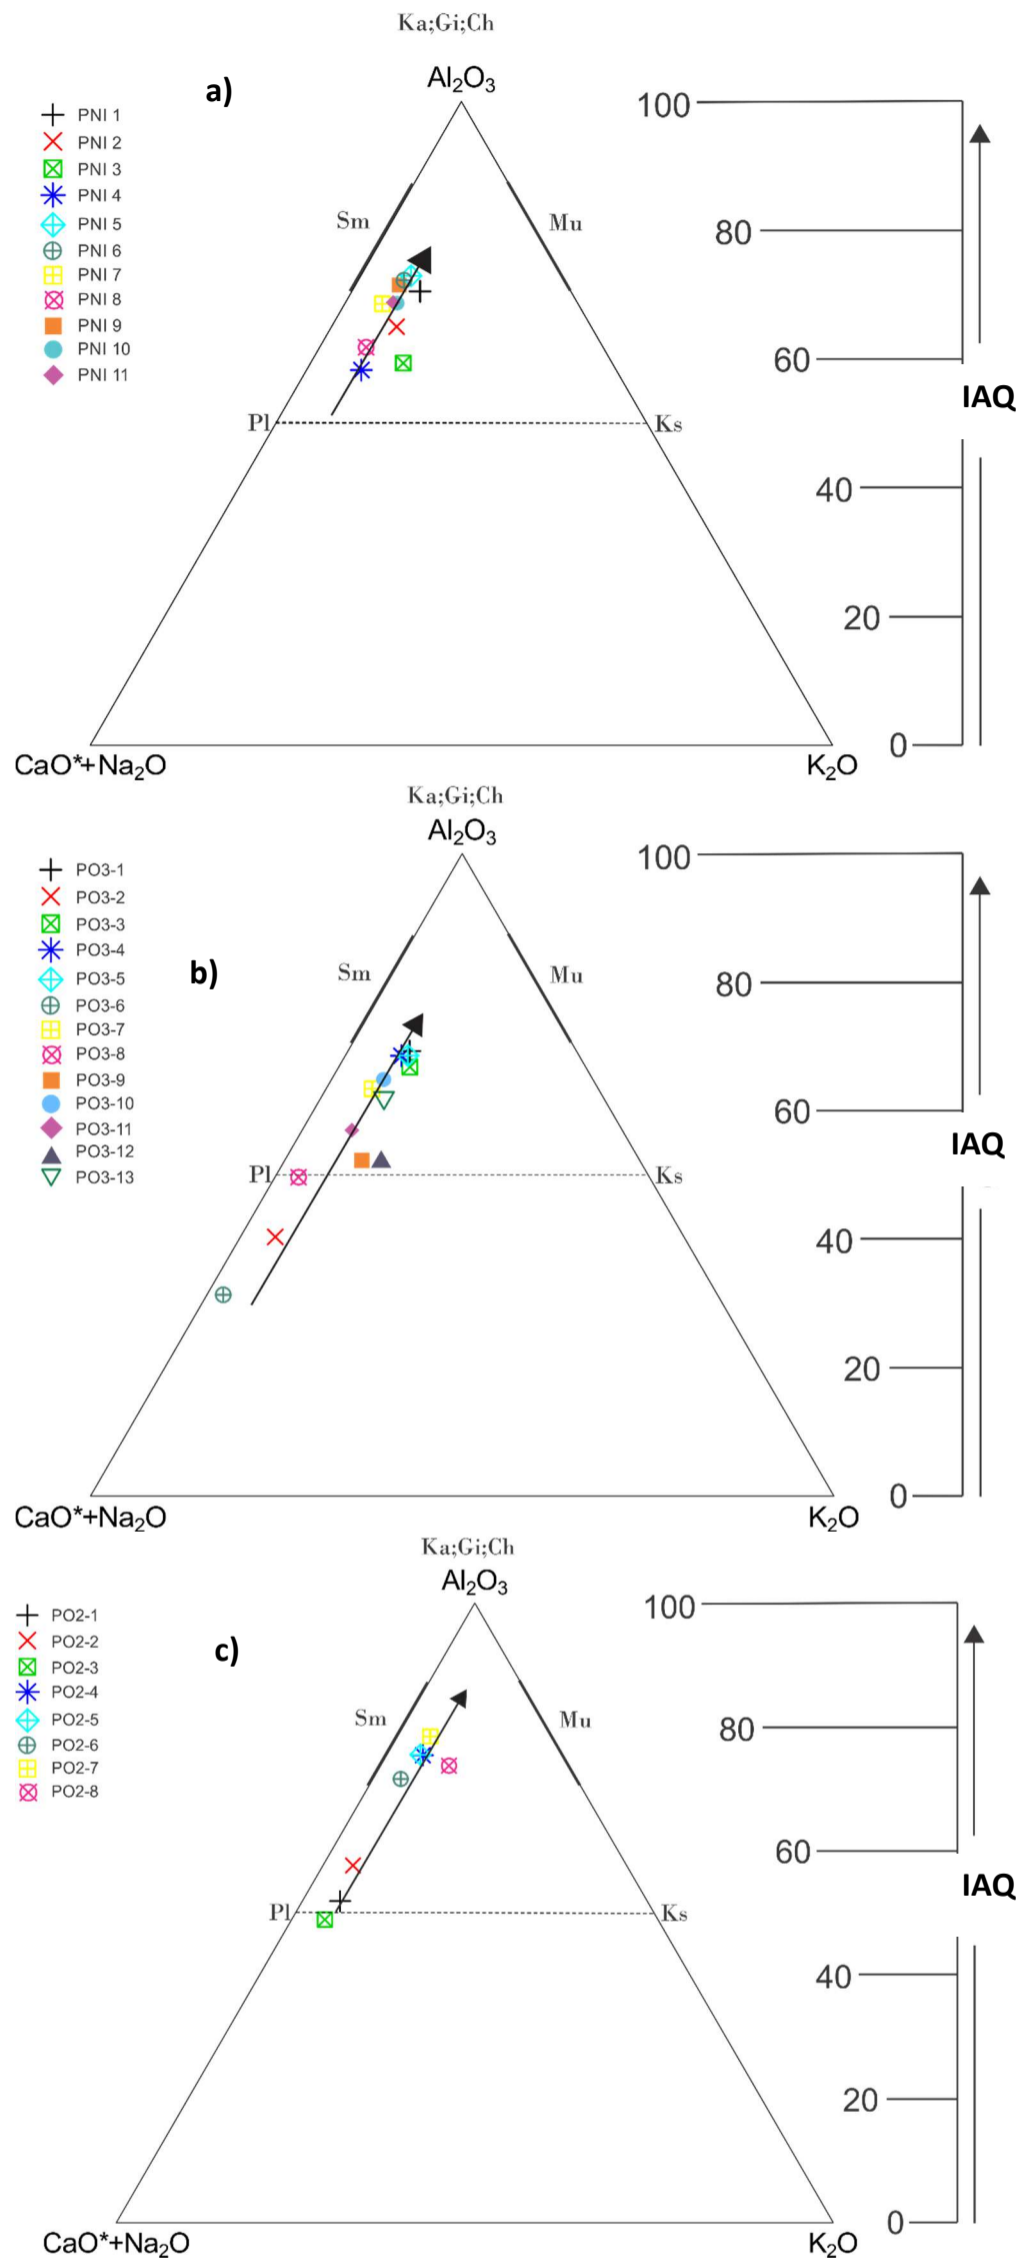 Ka;Gi;Ch
a)
Al₂O₃
100
PNI 1
PNI 2
PNI 3
PNI 4
PNI 5
PNI 6
PNI 7
PNI 8
PNI 9
PNI 10
PNI 11
Sm
Mu
80
60
IAQ
Pl
Ks
40
20
0
CaO*+Na₂O
K₂O
Ka;Gi;Ch
Al₂O₃
100
PO3-1
PO3-2
PO3-3
PO3-4
PO3-5
PO3-6
PO3-7
PO3-8
PO3-9
PO3-10
PO3-11
PO3-12
PO3-13
b)
Sm
Mu
80
60
IAQ
Pl
Ks
40
20
0
CaO*+Na₂O
K₂O
Ka;Gi;Ch
Al₂O₃
100
PO2-1
PO2-2
PO2-3
PO2-4
PO2-5
PO2-6
PO2-7
PO2-8
c)
Sm
Mu
80
60
IAQ
Pl
Ks
40
20
0
CaO*+Na₂O
K₂O